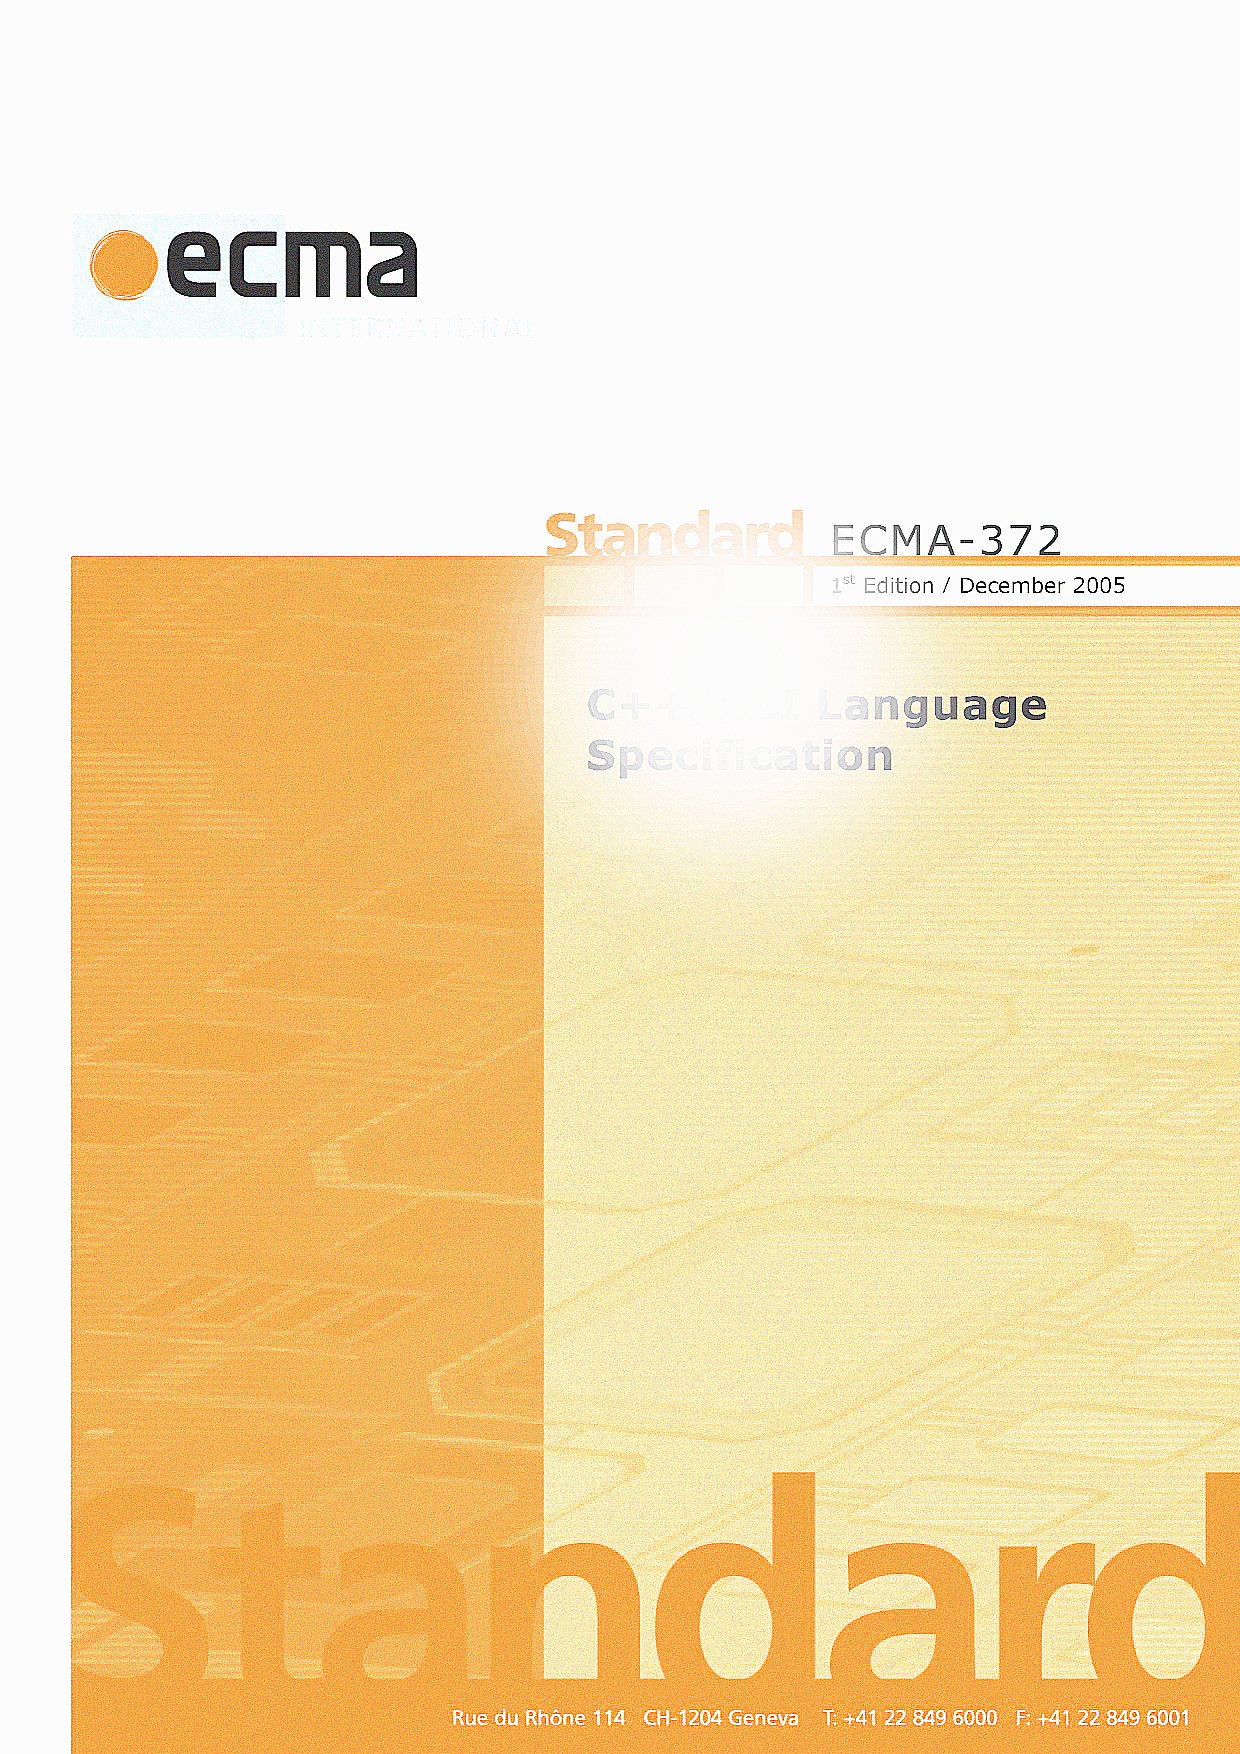 ecma
INTERNATIONAL
Standard ECMA-372
1st Edition / December 2005
Language
Specification
Standard
Rue du Rhône 114 CH-1204 Geneva T: +41 22 849 6000 F: +41 22 849 6001